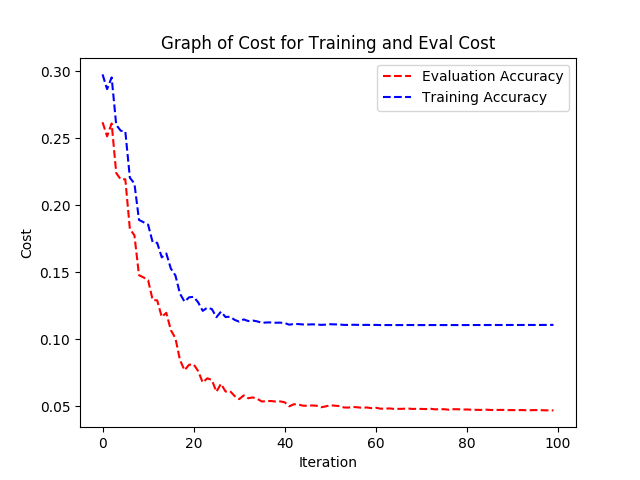 Graph of Cost for Training and Eval Cost
Evaluation Accuracy
Training Accuracy
0.30
0.25
0.20
0.15
0.10
0.05
Cost
0 20 40 60 80 100
Iteration